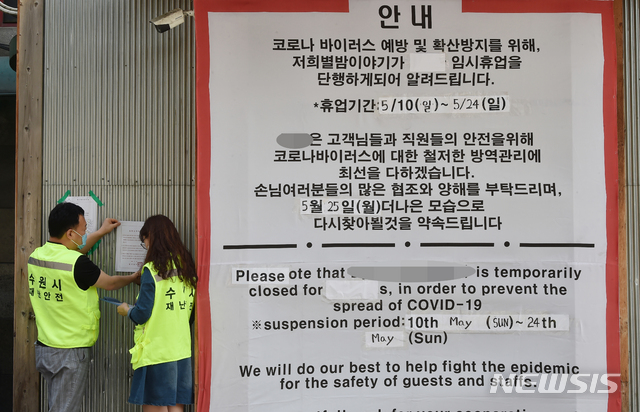 안 내
코로나 바이러스 예방 및 확산방지를 위해,
저희별밤이야기가 임시휴업을
단행하게되어 알려드립니다.
*휴업기간:5/10(일)~5/24(일)
은 고객님들과 직원들의 안전을위해
코로나바이러스에 대한 철저한 방역관리에
최선을 다하겠습니다.
손님여러분들의 많은 협조와 양해를 부탁드리며,
5월 25일(월)더나은 모습으로
다시찾아뵐것을 약속드립니다
Please ote that is temporarily
closed for s, in order to prevent the
spread of COVID-19
※suspension period: 10th May (SUN)~24th
May (Sun)
We will do our best to help fight the epidemic
for the safety of guests and staffs.
수원시
재난안전
수원
재난
NEWSIS